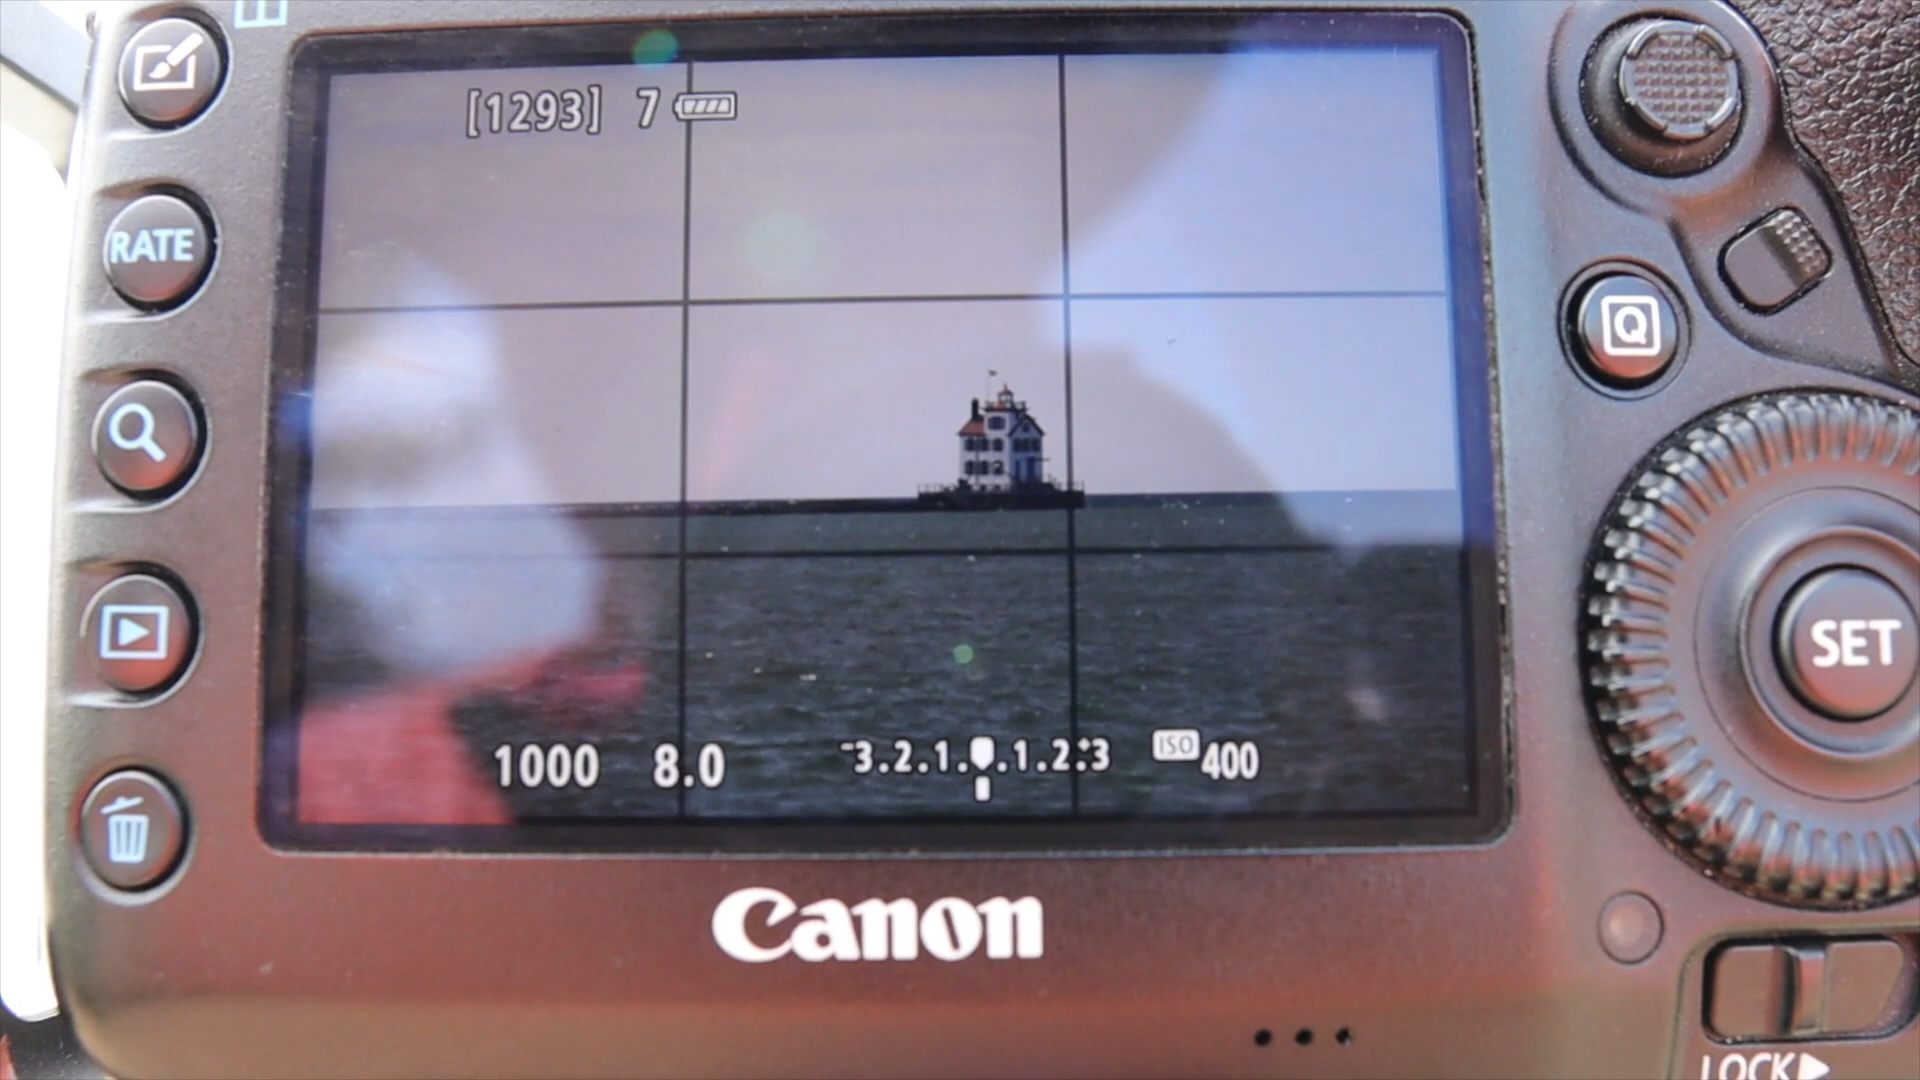 [1293] 7
RATE
Q
SET
1000 8.0 -3.2.1.0.1.2.+3 ISO 400
Canon
LOCK▶